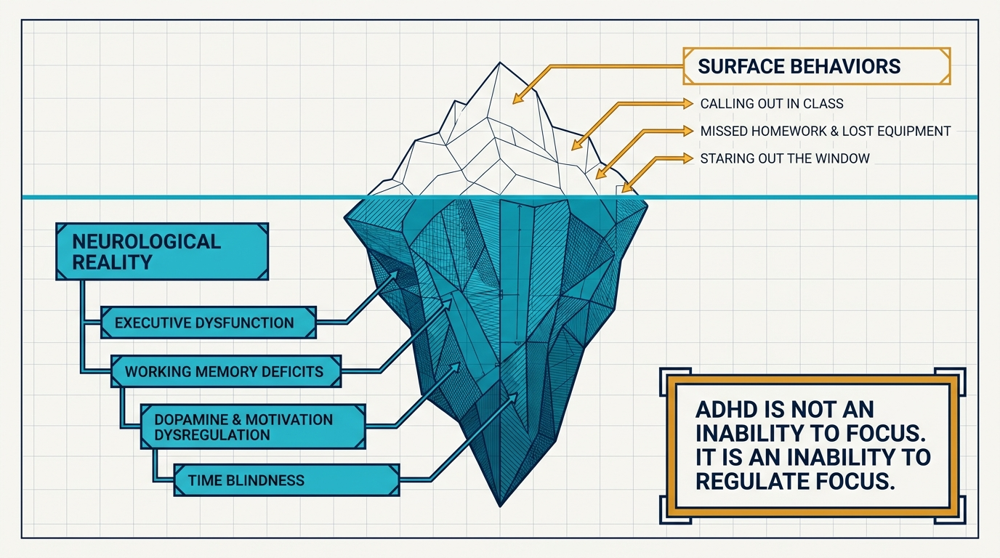 SURFACE BEHAVIORS
CALLING OUT IN CLASS
MISSED HOMEWORK & LOST EQUIPMENT
STARING OUT THE WINDOW
NEUROLOGICAL
REALITY
EXECUTIVE DYSFUNCTION
WORKING MEMORY DEFICITS
DOPAMINE & MOTIVATION
DYSREGULATION
TIME BLINDNESS
ADHD IS NOT AN
INABILITY TO FOCUS.
IT IS AN INABILITY TO
REGULATE FOCUS.